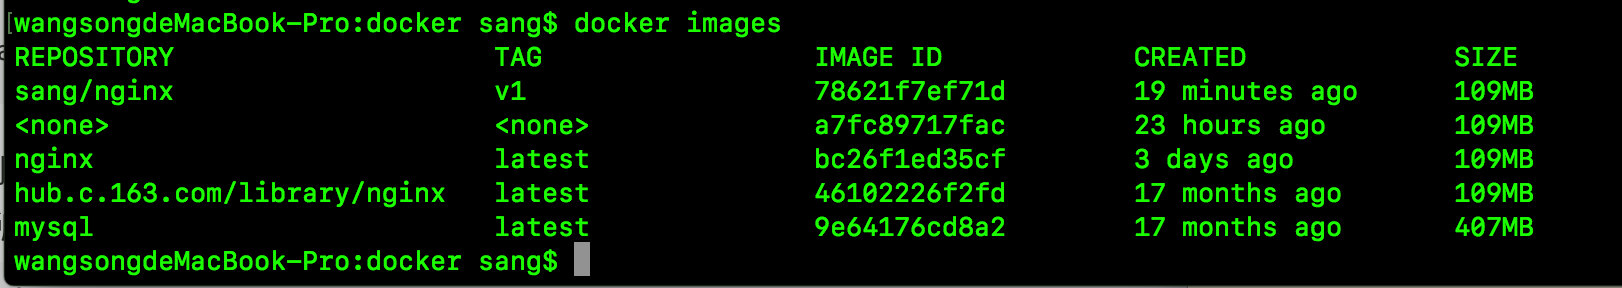 [wangsongdeMacBook-Pro:docker sang$ docker images
REPOSITORY TAG IMAGE ID CREATED SIZE
sang/nginx v1 78621f7ef71d 19 minutes ago 109MB
<none> <none> a7fc89717fac 23 hours ago 109MB
nginx latest bc26f1ed35cf 3 days ago 109MB
hub.c.163.com/library/nginx latest 46102226f2fd 17 months ago 109MB
mysql latest 9e64176cd8a2 17 months ago 407MB
wangsongdeMacBook-Pro:docker sang$